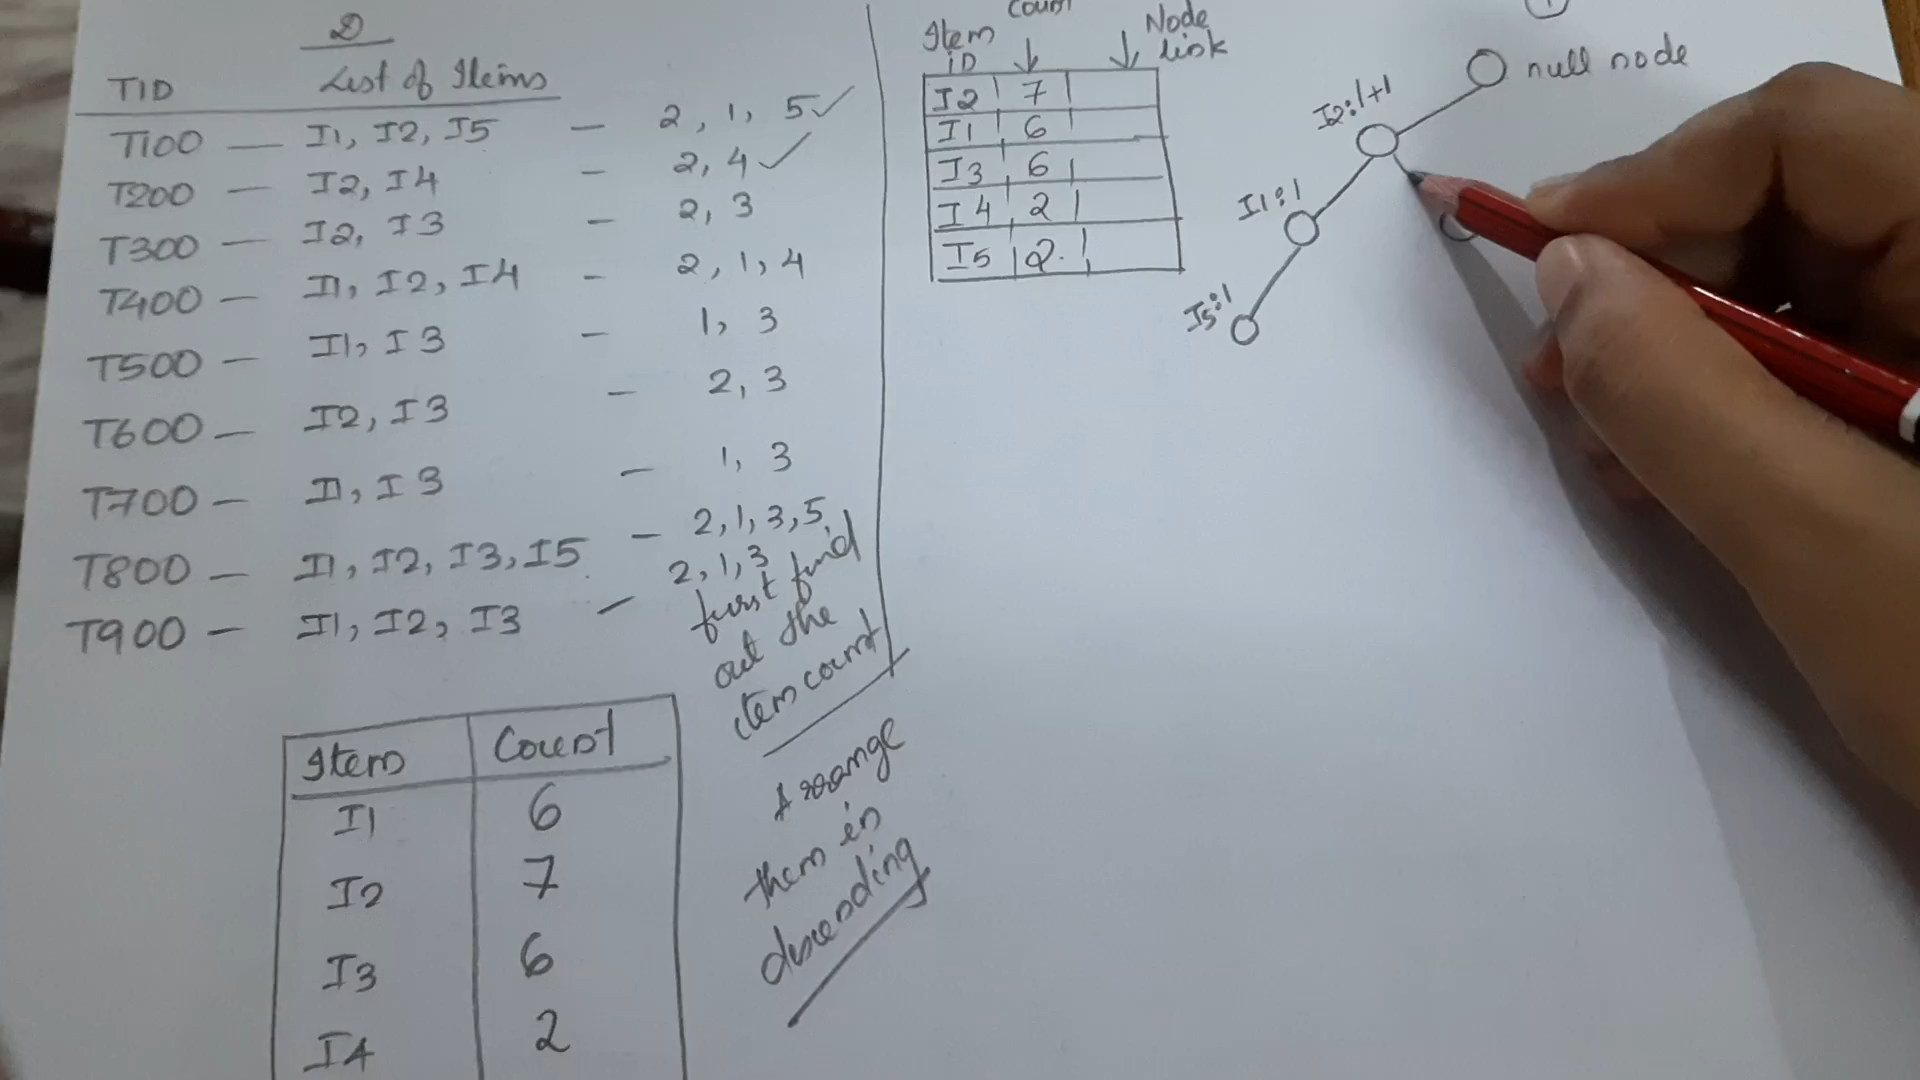 D
TID List of Items
T100 — I1, I2, I5 – 2, 1, 5 ✓
T200 — I2, I4 – 2, 4 ✓
T300 — I2, I3 – 2, 3
T400 — I1, I2, I4 – 2, 1, 4
T500 — I1, I3 – 1, 3
T600 — I2, I3 – 2, 3
T700 — I1, I3 – 1, 3
T800 — I1, I2, I3, I5 – 2, 1, 3, 5
T900 — I1, I2, I3 – 2, 1, 3
first find
out the
item count
Arrange
them in
descending
Item Count
I1 6
I2 7
I3 6
I4 2
Item ID Count Node link
I2 7
I1 6
I3 6
I4 2
I5 2
1
null node
I2:1+1
I1:1
I5:1